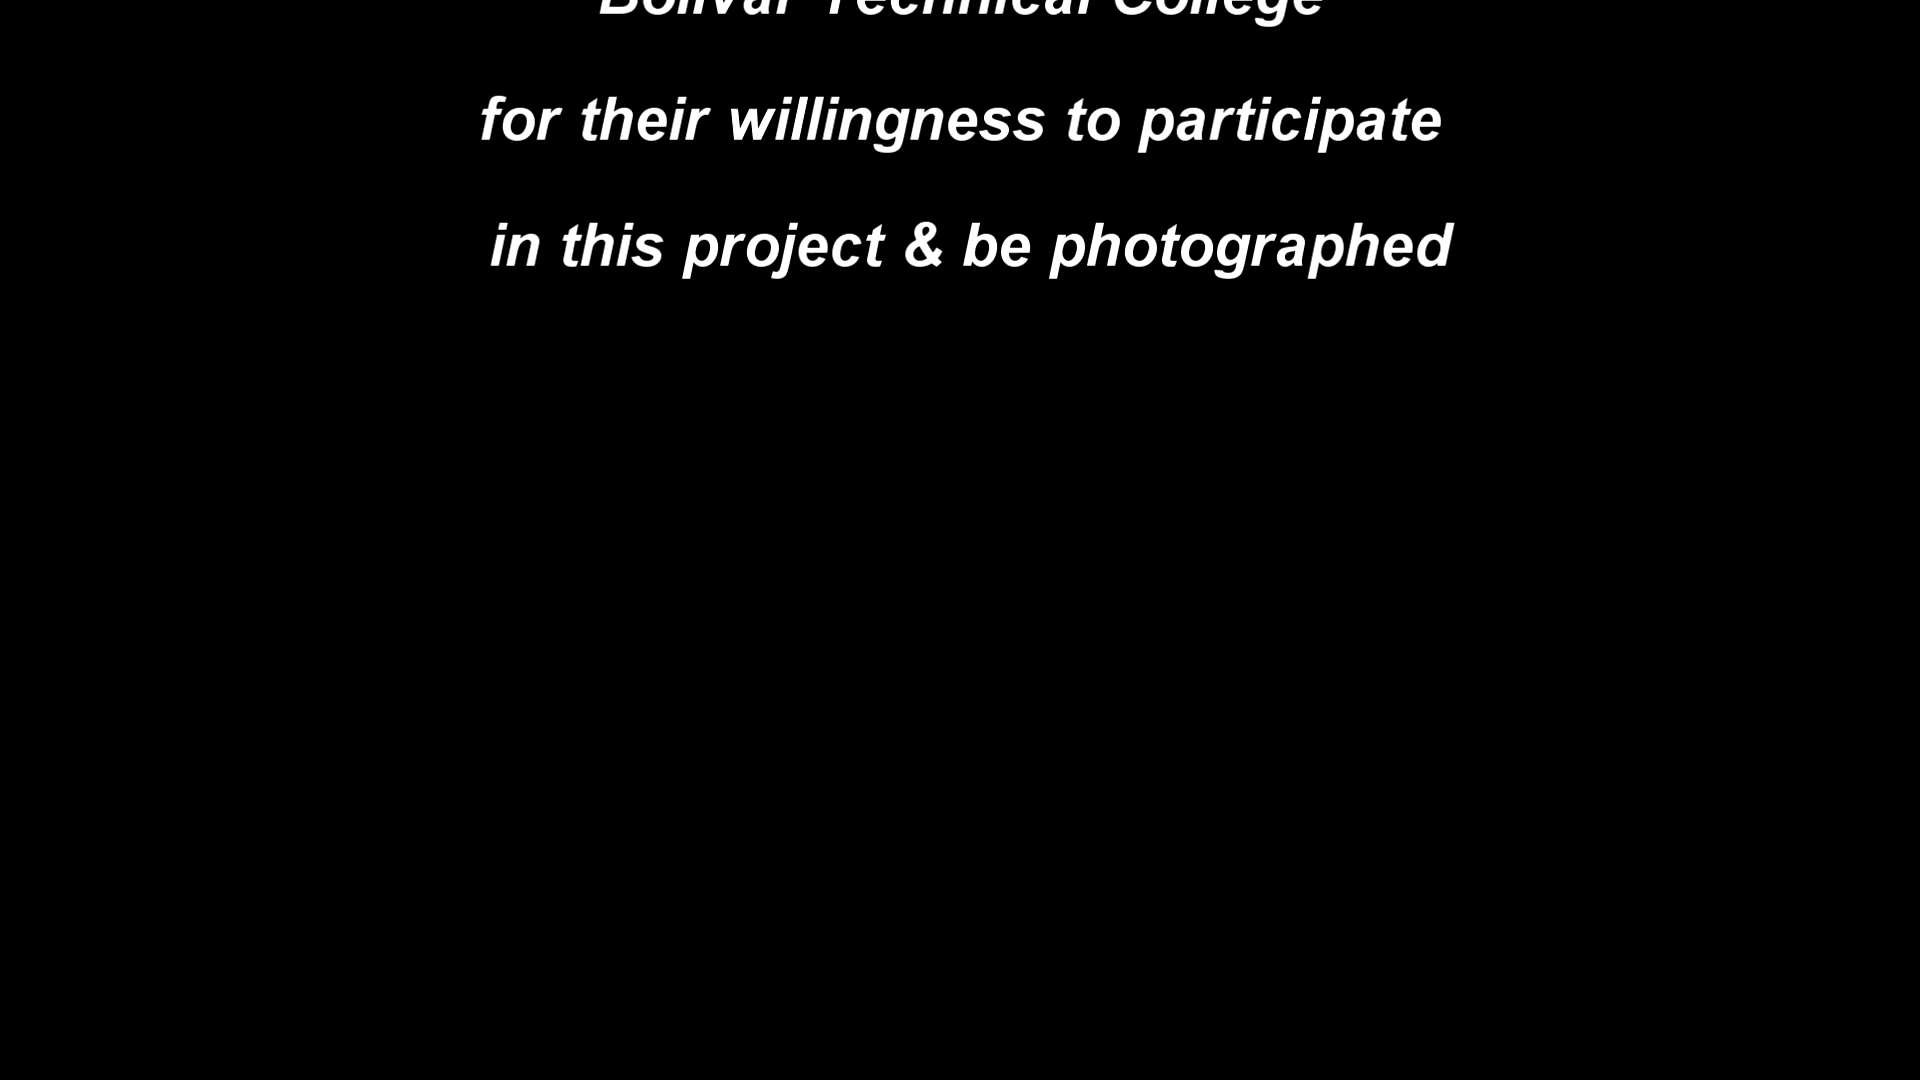 Bolivar Technical College
for their willingness to participate
in this project & be photographed